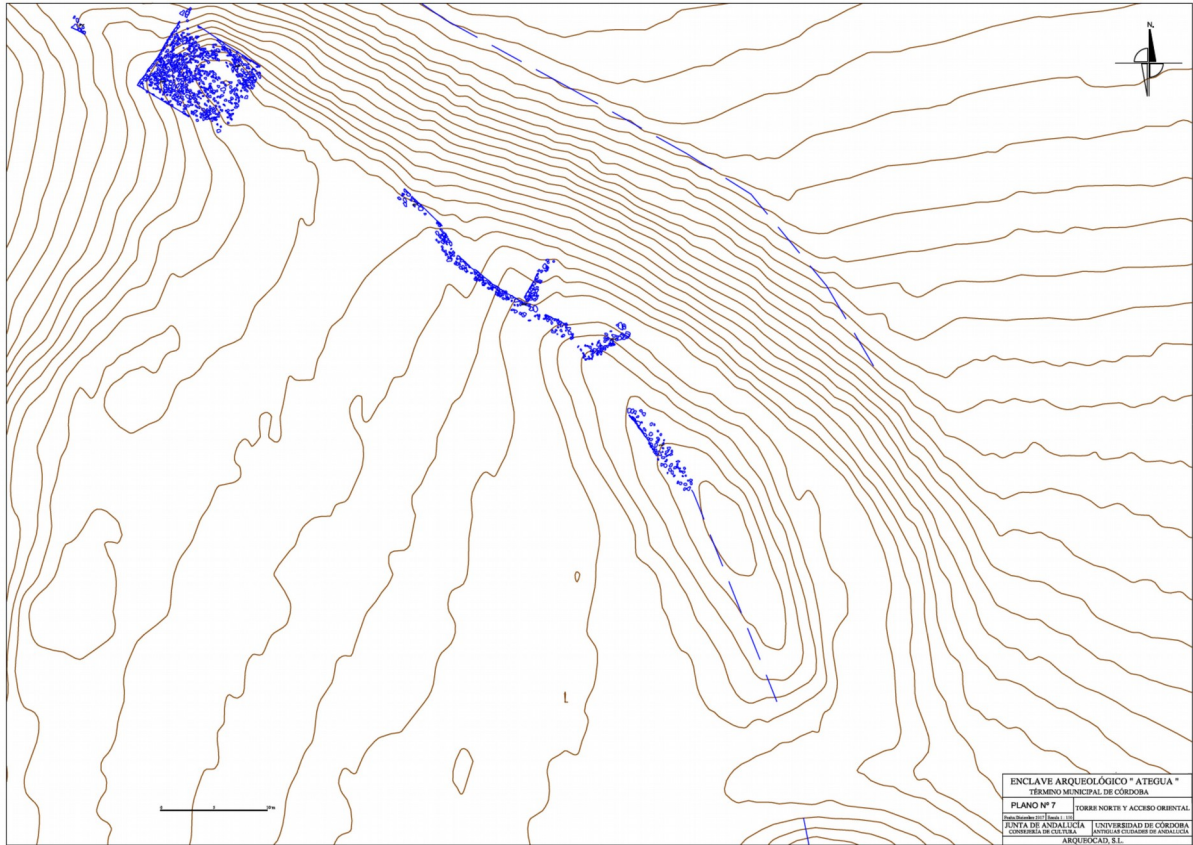 N.
ENCLAVE ARQUEOLÓGICO " ATEGUA "
TÉRMINO MUNICIPAL DE CÓRDOBA
PLANO Nº 7
TORRE NORTE Y ACCESO ORIENTAL
JUNTA DE ANDALUCÍA
CONSEJERÍA DE CULTURA
UNIVERSIDAD DE CÓRDOBA
ANTIGUAS CIUDADES DE ANDALUCÍA
ARQUEOCAD, S.L.